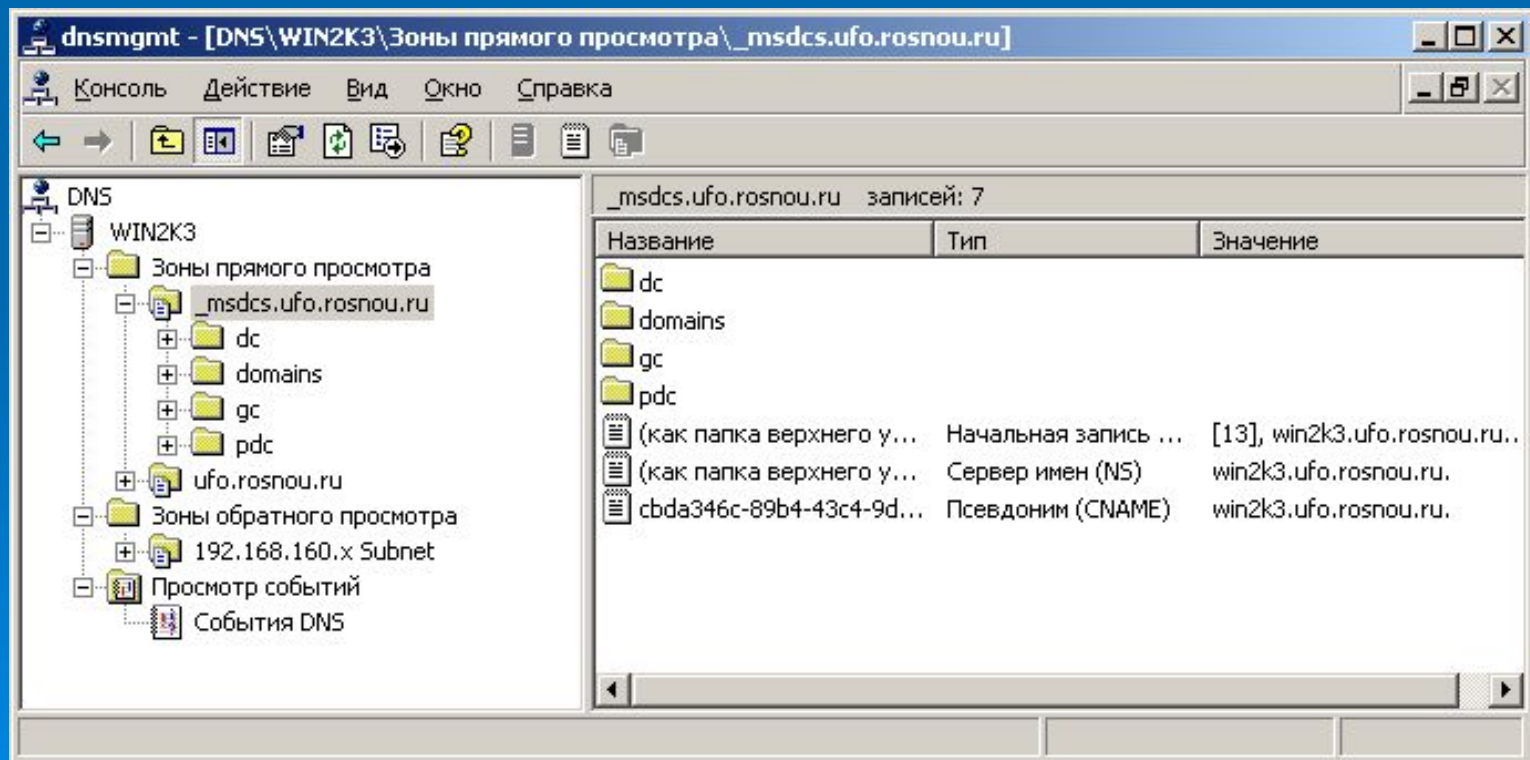 dnsmgmt - [DNS\WIN2K3\Зоны прямого просмотра\_msdcs.ufo.rosnou.ru]
Консоль Действие Вид Окно Справка
DNS
WIN2K3
Зоны прямого просмотра
_msdcs.ufo.rosnou.ru
dc
domains
gc
pdc
ufo.rosnou.ru
Зоны обратного просмотра
192.168.160.x Subnet
Просмотр событий
События DNS
_msdcs.ufo.rosnou.ru записей: 7
Название Тип Значение
dc
domains
gc
pdc
(как папка верхнего у... Начальная запись ... [13], win2k3.ufo.rosnou.ru..
(как папка верхнего у... Сервер имен (NS) win2k3.ufo.rosnou.ru.
cbda346c-89b4-43c4-9d... Псевдоним (CNAME) win2k3.ufo.rosnou.ru.